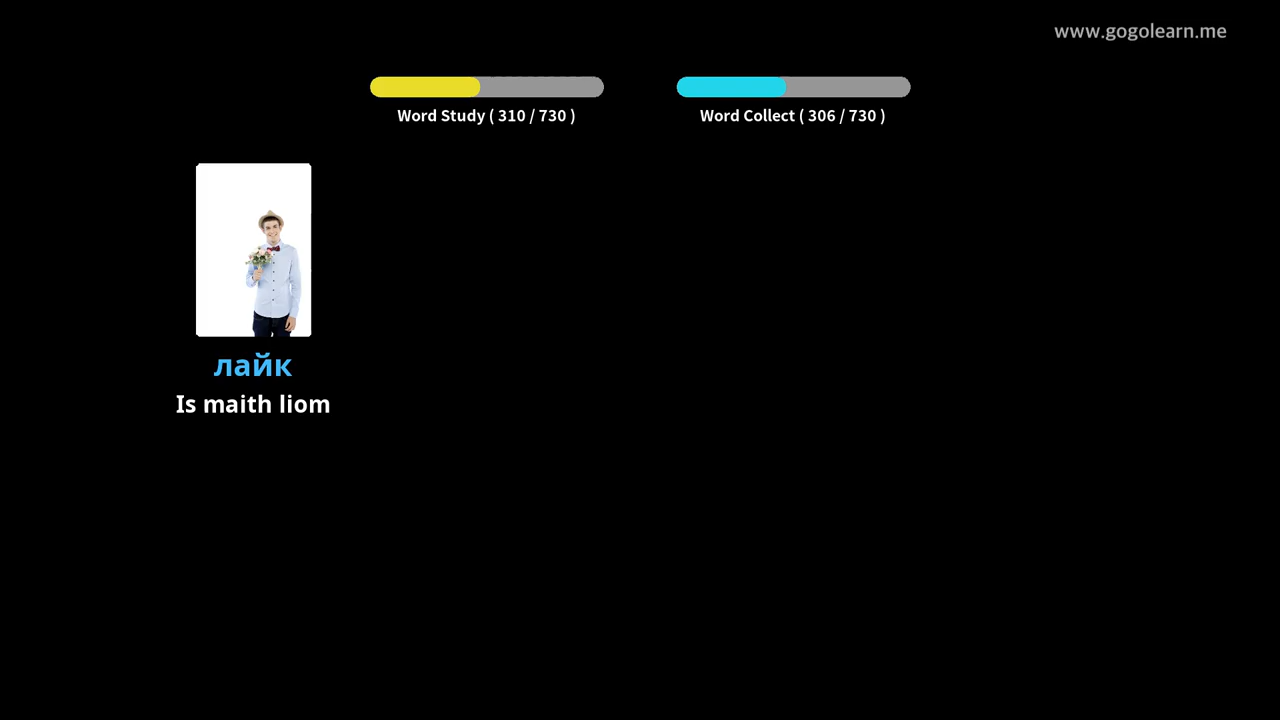 www.gogolearn.me
Word Study ( 310 / 730 )
Word Collect ( 306 / 730 )
лайк
Is maith liom